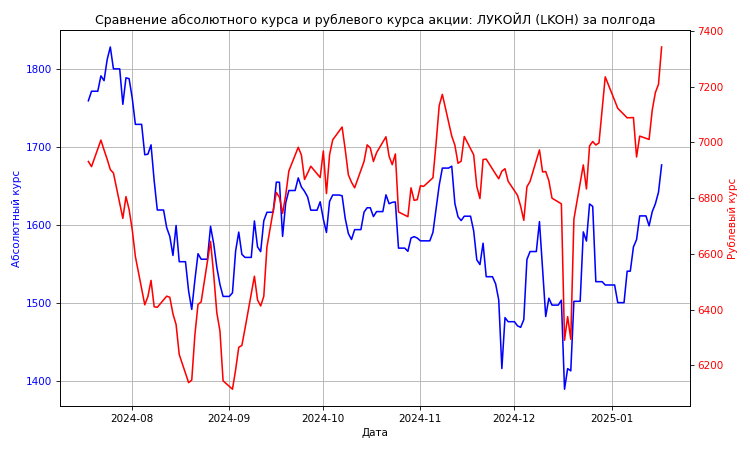 Сравнение абсолютного курса и рублевого курса акции: ЛУКОЙЛ (LKOH) за полгода
7400
1800
7200
7000
1700
Абсолютный курс
6800
Рублевый курс
1600
6600
1500
6400
6200
1400
2024-08 2024-09 2024-10 2024-11 2024-12 2025-01
Дата